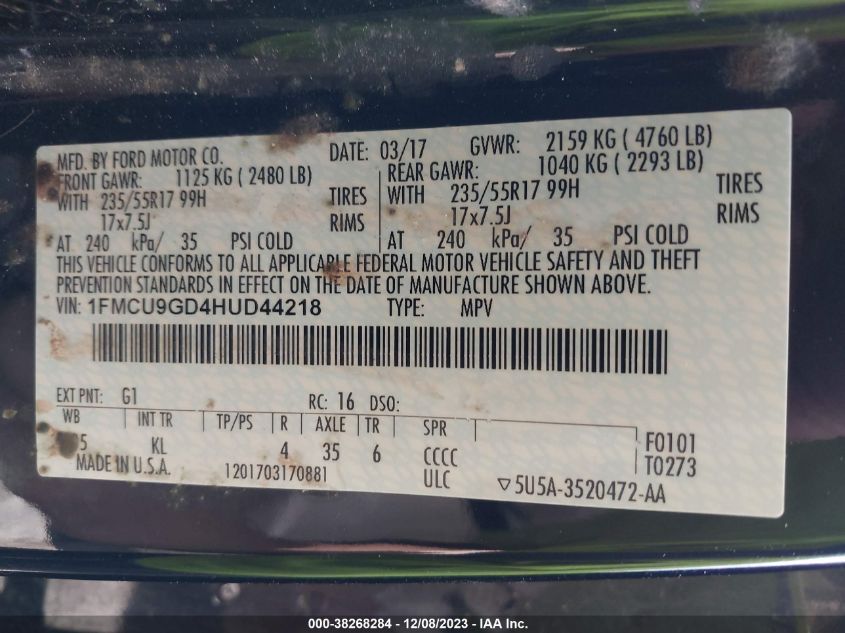 MFD. BY FORD MOTOR CO. DATE: 03/17 GVWR: 2159 KG ( 4760 LB)
FRONT GAWR: 1125 KG ( 2480 LB) REAR GAWR: 1040 KG ( 2293 LB)
WITH 235/55R17 99H TIRES WITH 235/55R17 99H TIRES
17x7.5J RIMS 17x7.5J RIMS
AT 240 kPa/ 35 PSI COLD AT 240 kPa/ 35 PSI COLD
THIS VEHICLE CONFORMS TO ALL APPLICABLE FEDERAL MOTOR VEHICLE SAFETY AND THEFT
PREVENTION STANDARDS IN EFFECT ON THE DATE OF MANUFACTURE SHOWN ABOVE.
VIN: 1FMCU9GD4HUD44218 TYPE: MPV
EXT PNT: G1 RC: 16 DSO:
WB INT TR TP/PS R AXLE TR SPR
5 KL 4 35 6 CCCC F0101
MADE IN U.S.A. 1201703170881 ULC T0273
▽5U5A-3520472-AA
000-38268284 - 12/08/2023 - IAA Inc.